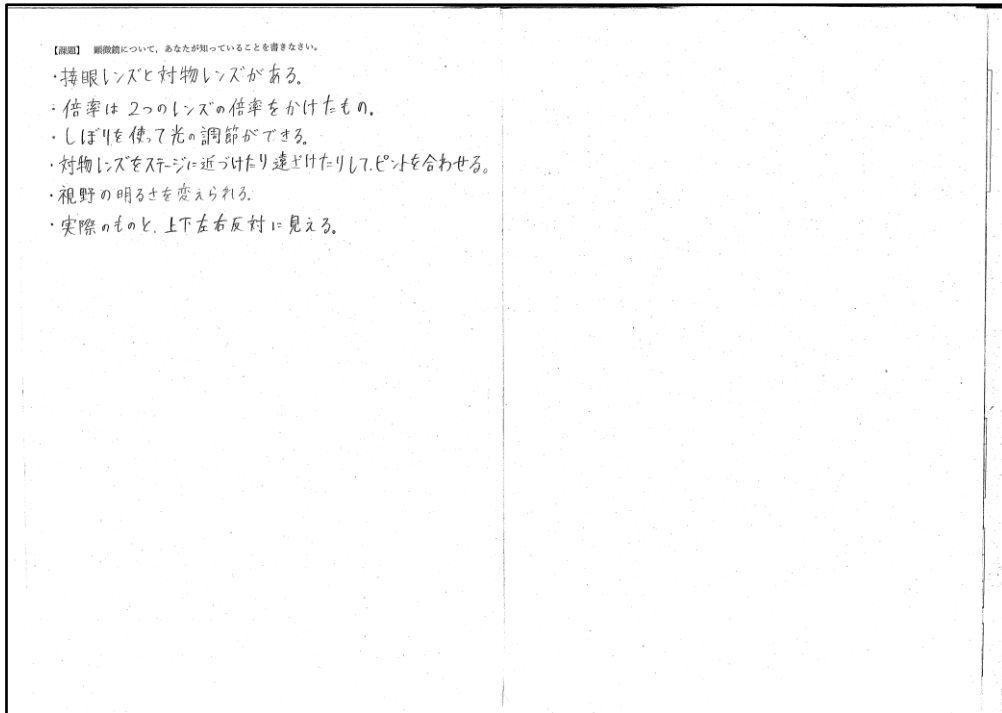 【課題】 顕微鏡について，あなたが知っていることを書きなさい。
・接眼レンズと対物レンズがある。
・倍率は2つのレンズの倍率をかけたもの。
・しぼりを使って光の調節ができる。
・対物レンズをステージに近づけたり遠ざけたりして、ピントを合わせる。
・視野の明るさを変えられる。
・実際のものと、上下左右反対に見える。